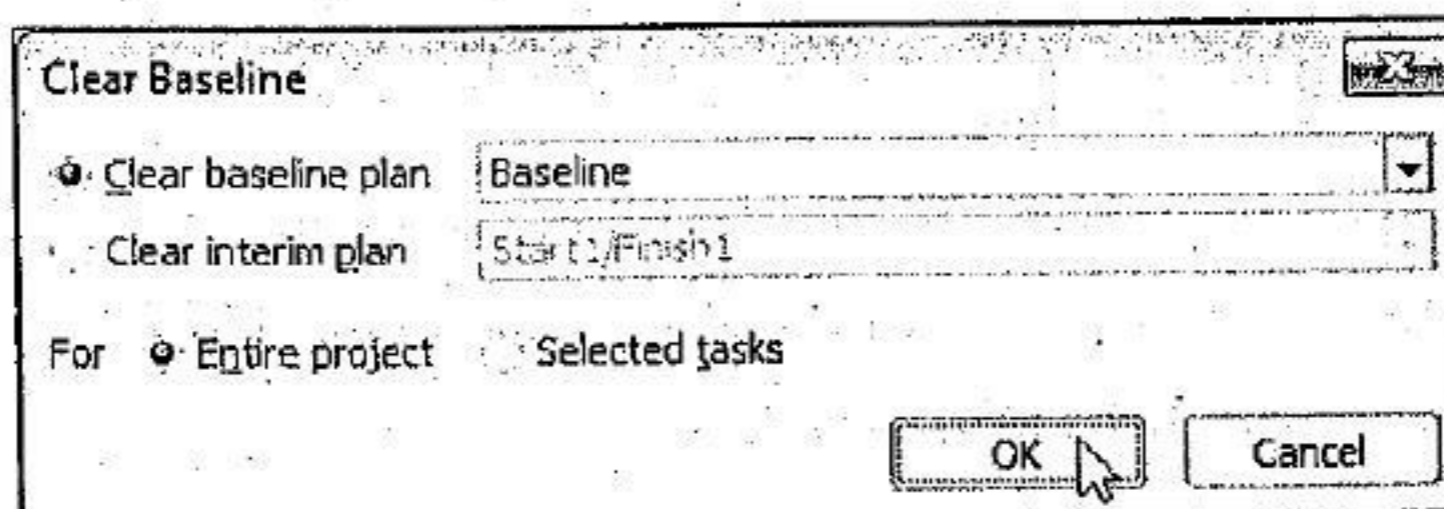 Clear Baseline
Clear baseline plan Baseline
Clear interim plan Start1/Finish1
For Entire project Selected tasks
OK Cancel